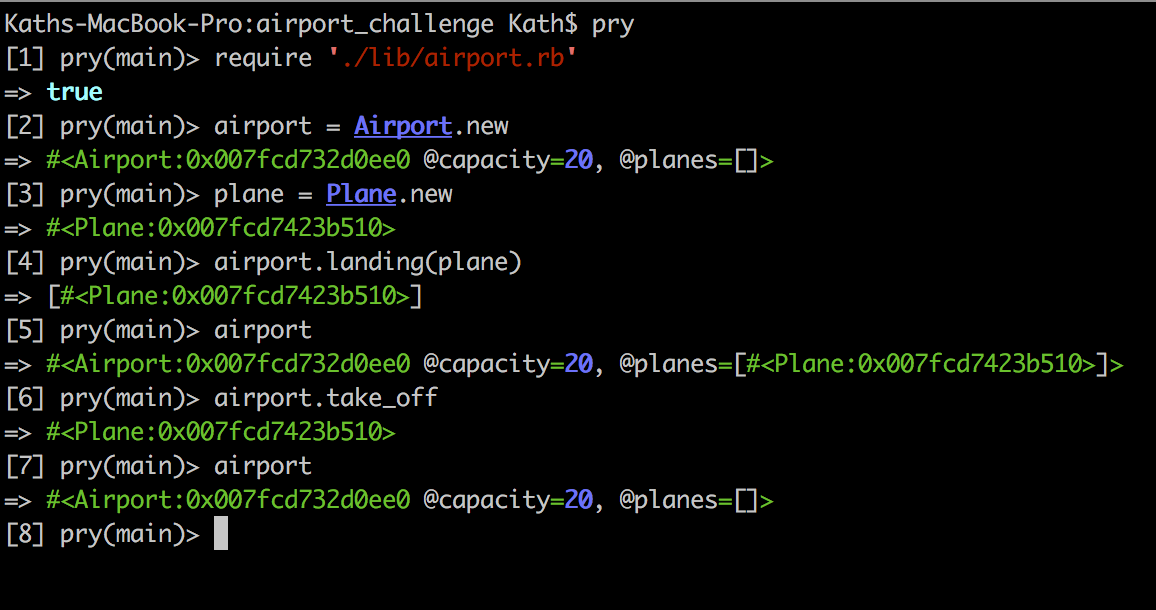 Kaths-MacBook-Pro:airport_challenge Kath$ pry
[1] pry(main)> require './lib/airport.rb'
=> true
[2] pry(main)> airport = Airport.new
=> #<Airport:0x007fcd732d0ee0 @capacity=20, @planes=[]>
[3] pry(main)> plane = Plane.new
=> #<Plane:0x007fcd7423b510>
[4] pry(main)> airport.landing(plane)
=> [#<Plane:0x007fcd7423b510>]
[5] pry(main)> airport
=> #<Airport:0x007fcd732d0ee0 @capacity=20, @planes=[#<Plane:0x007fcd7423b510>]>
[6] pry(main)> airport.take_off
=> #<Plane:0x007fcd7423b510>
[7] pry(main)> airport
=> #<Airport:0x007fcd732d0ee0 @capacity=20, @planes=[]>
[8] pry(main)>